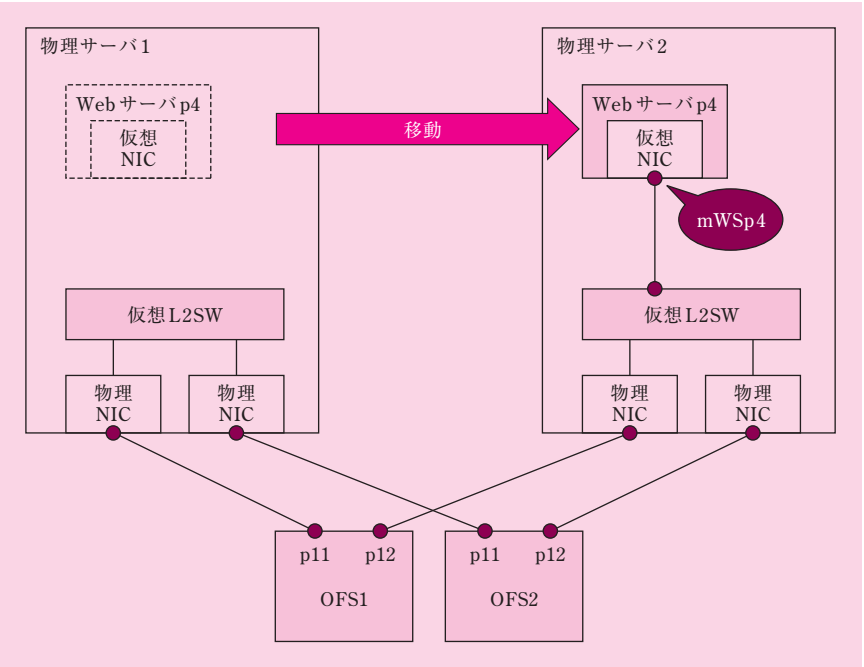 物理サーバ1
物理サーバ2
Webサーバp4
仮想
NIC
移動
Webサーバp4
仮想
NIC
mWSp4
仮想L2SW
仮想L2SW
物理
NIC
物理
NIC
物理
NIC
物理
NIC
p11
p12
p11
p12
OFS1
OFS2